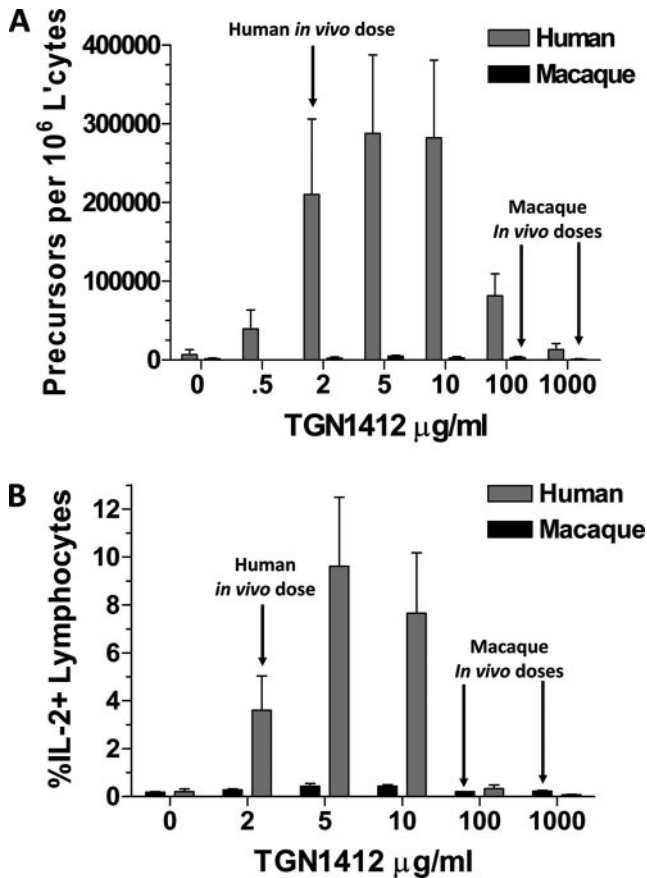 A
Human in vivo dose
Human
Macaque
Precursors per 10⁶ L'cytes
400000
300000
200000
100000
0
Macaque
In vivo doses
0 .5 2 5 10 100 1000
TGN1412 μg/ml
B
Human
Macaque
%IL-2+ Lymphocytes
12
10
8
6
4
2
0
Human
in vivo dose
Macaque
In vivo doses
0 2 5 10 100 1000
TGN1412 μg/ml